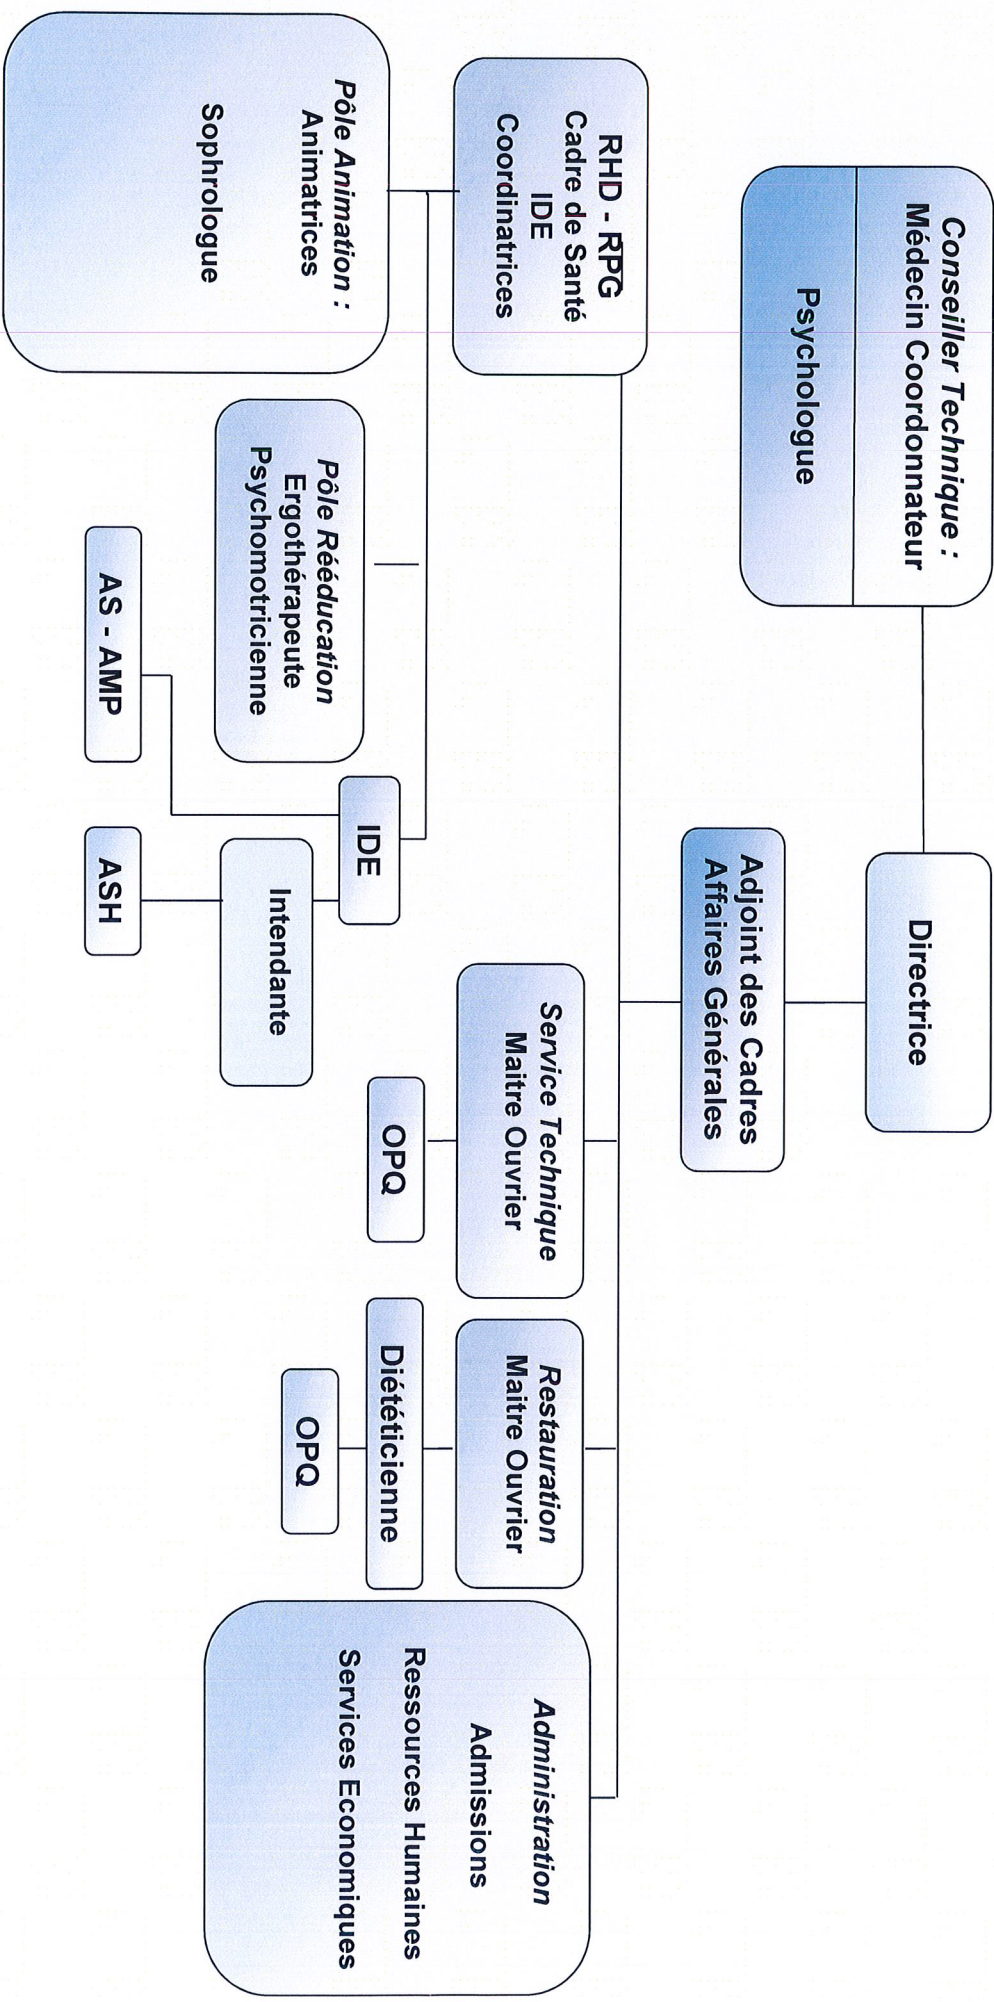 Conseiller Technique :
Médecin Coordonnateur
Psychologue
Directrice
Adjoint des Cadres
Affaires Générales
RHD - RPG
Cadre de Santé
IDE
Coordinatrices
Service Technique
Maitre Ouvrier
Restauration
Maitre Ouvrier
Administration
Admissions
Ressources Humaines
Services Economiques
Pôle Animation :
Animatrices
Sophrologue
Pôle Rééducation
Ergothérapeute
Psychomotricienne
IDE
Intendante
AS - AMP
ASH
OPQ
Diététicienne
OPQ